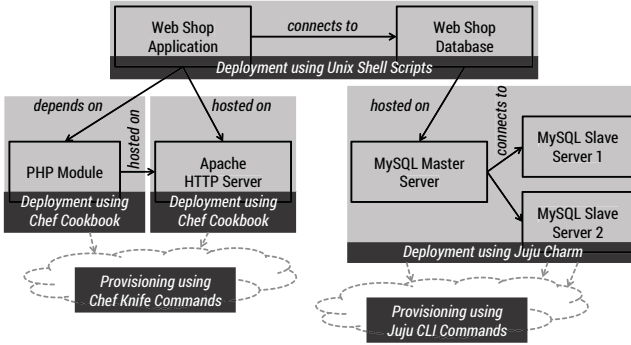 Web Shop
Application
connects to
Web Shop
Database
Deployment using Unix Shell Scripts
depends on
hosted on
hosted on
hosted on
connects to
PHP Module
Apache
HTTP Server
MySQL Master
Server
MySQL Slave
Server 1
MySQL Slave
Server 2
Deployment using
Chef Cookbook
Deployment using
Chef Cookbook
Deployment using Juju Charm
Provisioning using
Chef Knife Commands
Provisioning using
Juju CLI Commands